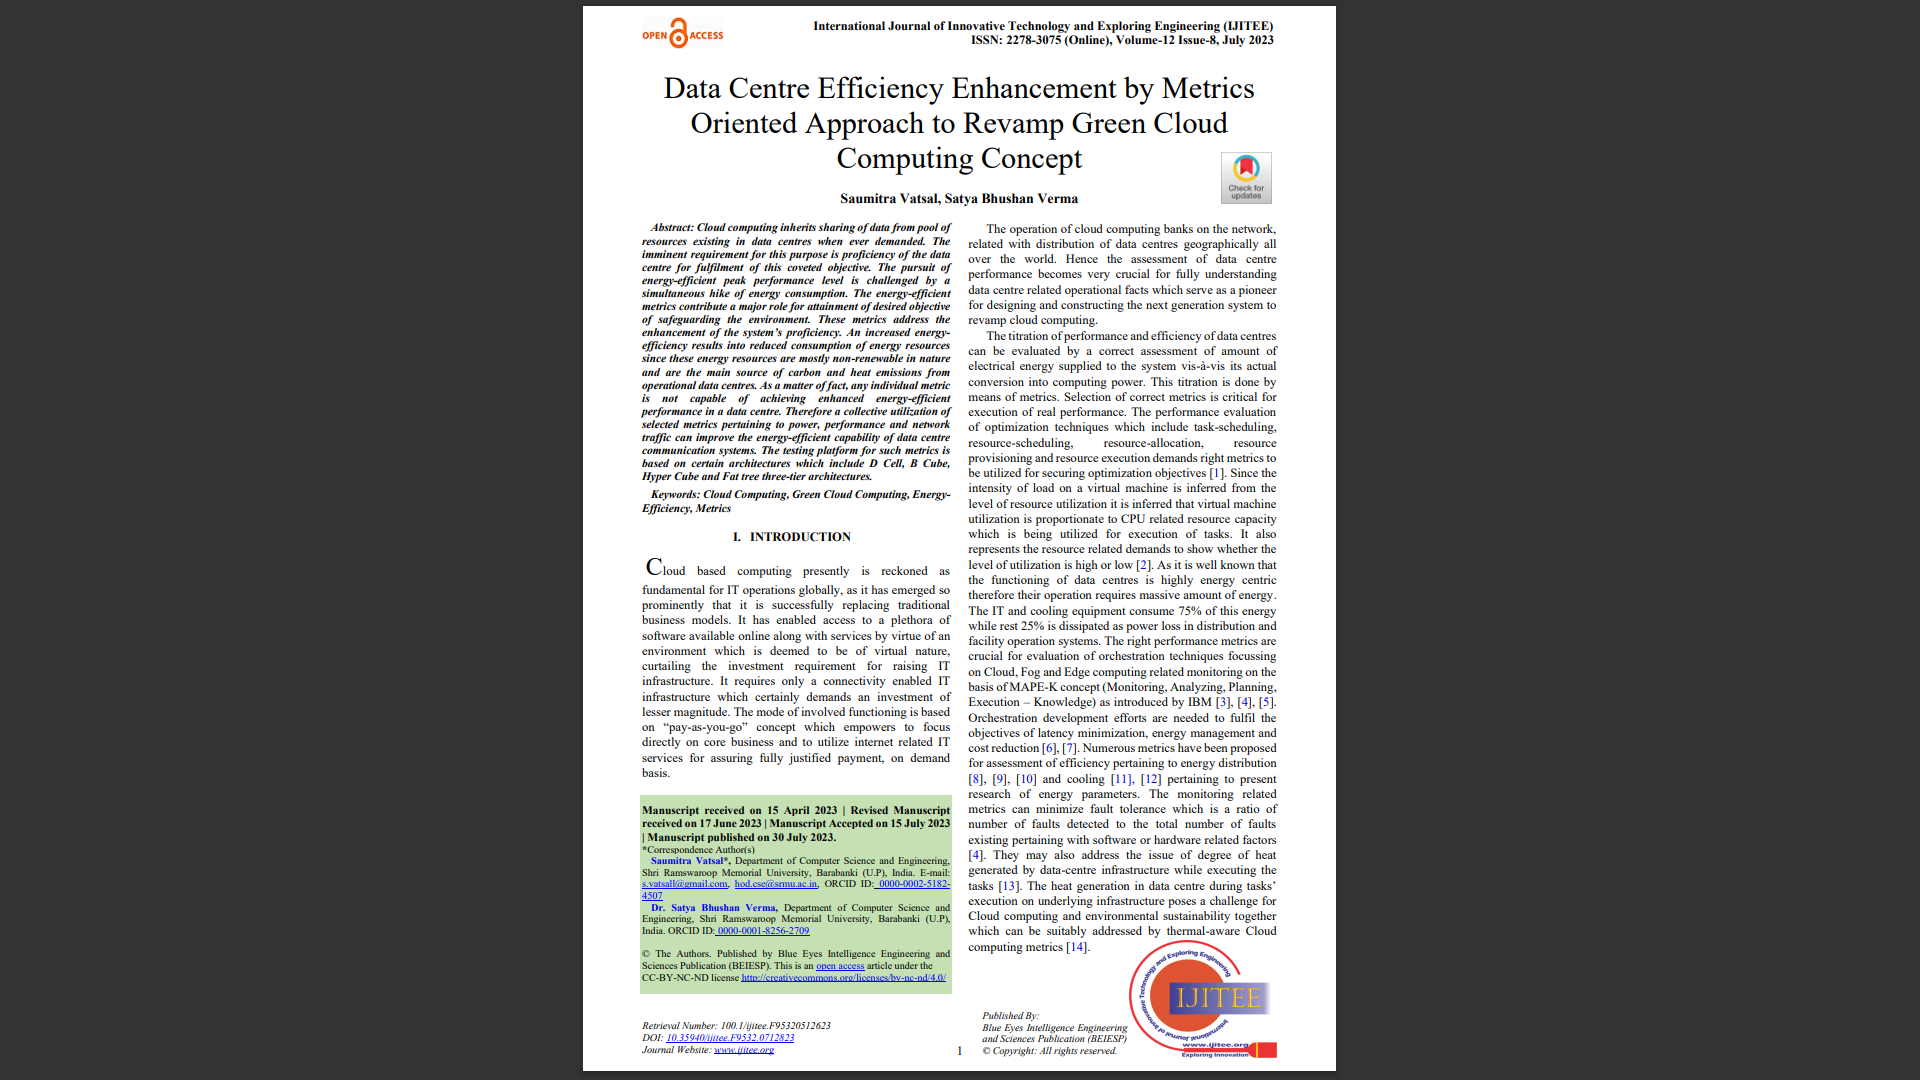 OPEN ACCESS
International Journal of Innovative Technology and Exploring Engineering (IJITEE)
ISSN: 2278-3075 (Online), Volume-12 Issue-8, July 2023
Data Centre Efficiency Enhancement by Metrics
Oriented Approach to Revamp Green Cloud
Computing Concept
Check for
updates
Saumitra Vatsal, Satya Bhushan Verma
Abstract: Cloud computing inherits sharing of data from pool of
resources existing in data centres when ever demanded. The
imminent requirement for this purpose is proficiency of the data
centre for fulfilment of this coveted objective. The pursuit of
energy-efficient peak performance level is challenged by a
simultaneous hike of energy consumption. The energy-efficient
metrics contribute a major role for attainment of desired objective
of safeguarding the environment. These metrics address the
enhancement of the system's proficiency. An increased energy-
efficiency results into reduced consumption of energy resources
since these energy resources are mostly non-renewable in nature
and are the main source of carbon and heat emissions from
operational data centres. As a matter of fact, any individual metric
is not capable of achieving enhanced energy-efficient
performance in a data centre. Therefore a collective utilization of
selected metrics pertaining to power, performance and network
traffic can improve the energy-efficient capability of data centre
communication systems. The testing platform for such metrics is
based on certain architectures which include D Cell, B Cube,
Hyper Cube and Fat tree three-tier architectures.
Keywords: Cloud Computing, Green Cloud Computing, Energy-
Efficiency, Metrics
I. INTRODUCTION
Cloud based computing presently is reckoned as
fundamental for IT operations globally, as it has emerged so
prominently that it is successfully replacing traditional
business models. It has enabled access to a plethora of
software available online along with services by virtue of an
environment which is deemed to be of virtual nature,
curtailing the investment requirement for raising IT
infrastructure. It requires only a connectivity enabled IT
infrastructure which certainly demands an investment of
lesser magnitude. The mode of involved functioning is based
on “pay-as-you-go” concept which empowers to focus
directly on core business and to utilize internet related IT
services for assuring fully justified payment, on demand
basis.
Manuscript received on 15 April 2023 | Revised Manuscript
received on 17 June 2023 | Manuscript Accepted on 15 July 2023
| Manuscript published on 30 July 2023.
*Correspondence Author(s)
Saumitra Vatsal*, Department of Computer Science and Engineering,
Shri Ramswaroop Memorial University, Barabanki (U.P), India. E-mail:
s.vatsall@gmail.com, hod.cse@srmu.ac.in, ORCID ID: 0000-0002-5182-
4507
Dr. Satya Bhushan Verma, Department of Computer Science and
Engineering, Shri Ramswaroop Memorial University, Barabanki (U.P),
India. ORCID ID: 0000-0001-8256-2709
© The Authors. Published by Blue Eyes Intelligence Engineering and
Sciences Publication (BEIESP). This is an open access article under the
CC-BY-NC-ND license http://creativecommons.org/licenses/by-nc-nd/4.0/
The operation of cloud computing banks on the network,
related with distribution of data centres geographically all
over the world. Hence the assessment of data centre
performance becomes very crucial for fully understanding
data centre related operational facts which serve as a pioneer
for designing and constructing the next generation system to
revamp cloud computing.
The titration of performance and efficiency of data centres
can be evaluated by a correct assessment of amount of
electrical energy supplied to the system vis-à-vis its actual
conversion into computing power. This titration is done by
means of metrics. Selection of correct metrics is critical for
execution of real performance. The performance evaluation
of optimization techniques which include task-scheduling,
resource-scheduling, resource-allocation, resource
provisioning and resource execution demands right metrics to
be utilized for securing optimization objectives [1]. Since the
intensity of load on a virtual machine is inferred from the
level of resource utilization it is inferred that virtual machine
utilization is proportionate to CPU related resource capacity
which is being utilized for execution of tasks. It also
represents the resource related demands to show whether the
level of utilization is high or low [2]. As it is well known that
the functioning of data centres is highly energy centric
therefore their operation requires massive amount of energy.
The IT and cooling equipment consume 75% of this energy
while rest 25% is dissipated as power loss in distribution and
facility operation systems. The right performance metrics are
crucial for evaluation of orchestration techniques focussing
on Cloud, Fog and Edge computing related monitoring on the
basis of MAPE-K concept (Monitoring, Analyzing, Planning,
Execution – Knowledge) as introduced by IBM [3], [4], [5].
Orchestration development efforts are needed to fulfil the
objectives of latency minimization, energy management and
cost reduction [6], [7]. Numerous metrics have been proposed
for assessment of efficiency pertaining to energy distribution
[8], [9], [10] and cooling [11], [12] pertaining to present
research of energy parameters. The monitoring related
metrics can minimize fault tolerance which is a ratio of
number of faults detected to the total number of faults
existing pertaining with software or hardware related factors
[4]. They may also address the issue of degree of heat
generated by data-centre infrastructure while executing the
tasks [13]. The heat generation in data centre during tasks’
execution on underlying infrastructure poses a challenge for
Cloud computing and environmental sustainability together
which can be suitably addressed by thermal-aware Cloud
computing metrics [14].
Retrieval Number: 100.1/ijitee.F95320512623
DOI: 10.35940/ijitee.F9532.0712823
Journal Website: www.ijitee.org
1
Published By:
Blue Eyes Intelligence Engineering
and Sciences Publication (BEIESP)
© Copyright: All rights reserved.
International Journal of Innovative Technology and Exploring Engineering
IJITEE
www.ijitee.org
Exploring Innovation